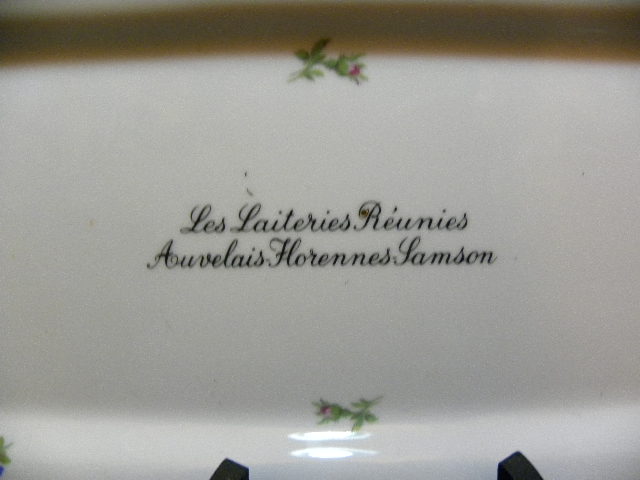 Les Laiteries Réunies
Auvelais.Florennes.Samson